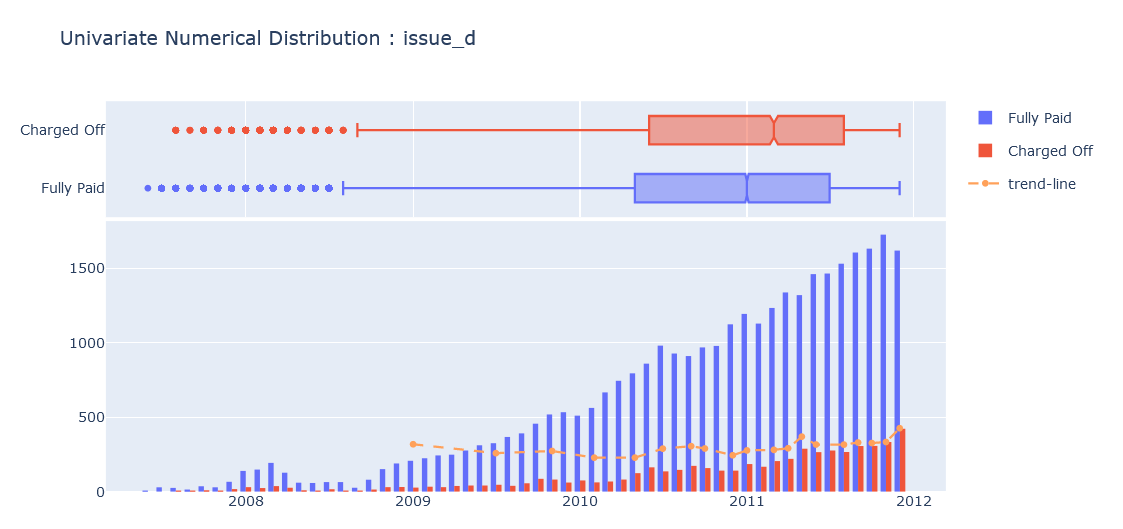 Univariate Numerical Distribution : issue_d
Charged Off
Fully Paid
Fully Paid
Charged Off
trend-line
1500
1000
500
0
2008
2009
2010
2011
2012